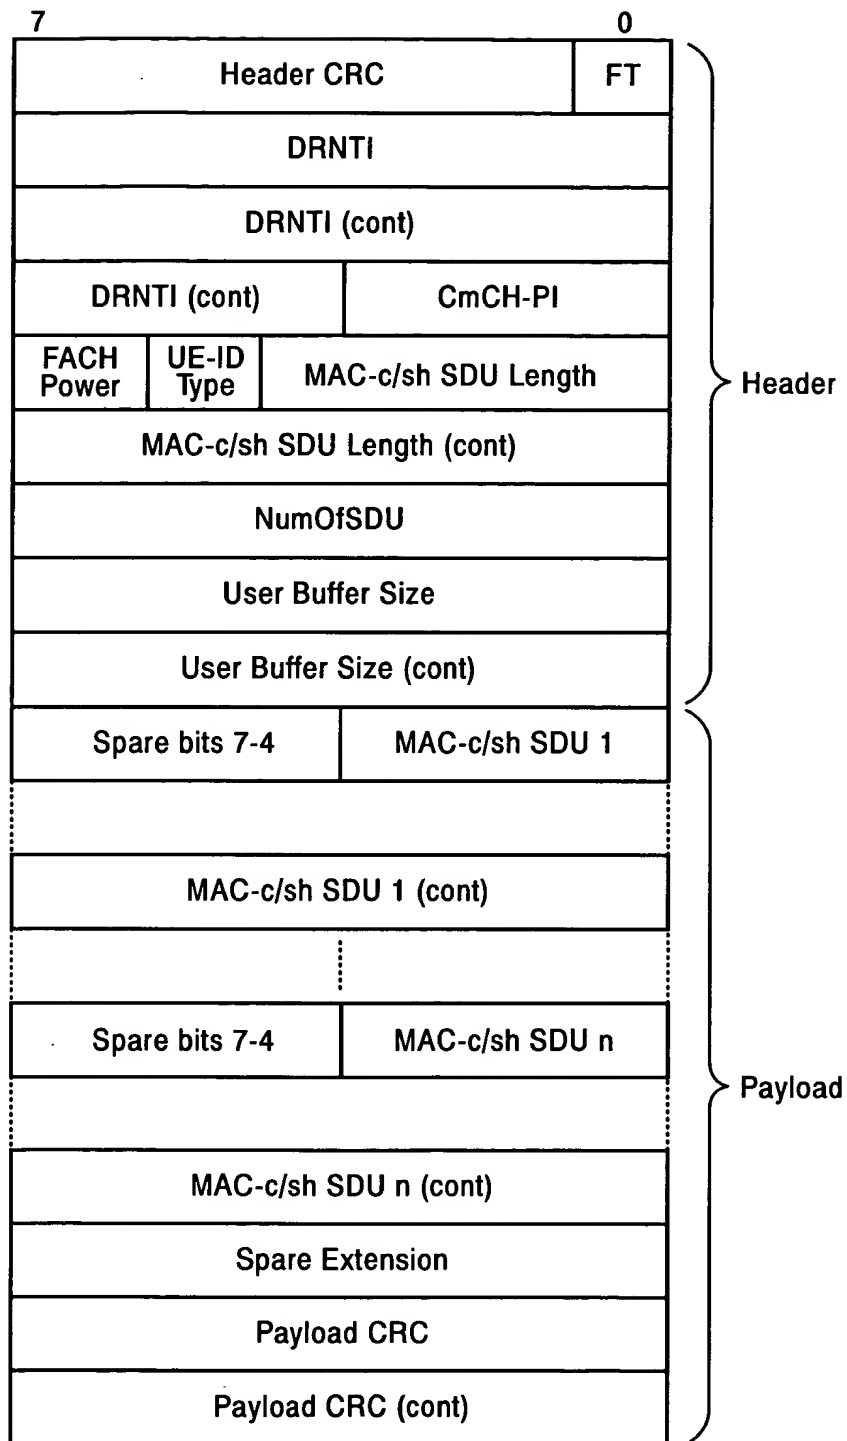 7 0
Header CRC FT
DRNTI
DRNTI (cont)
DRNTI (cont) CmCH-PI
FACH Power UE-ID Type MAC-c/sh SDU Length
Header
MAC-c/sh SDU Length (cont)
NumOfSDU
User Buffer Size
User Buffer Size (cont)
Spare bits 7-4 MAC-c/sh SDU 1
MAC-c/sh SDU 1 (cont)
Spare bits 7-4 MAC-c/sh SDU n
Payload
MAC-c/sh SDU n (cont)
Spare Extension
Payload CRC
Payload CRC (cont)